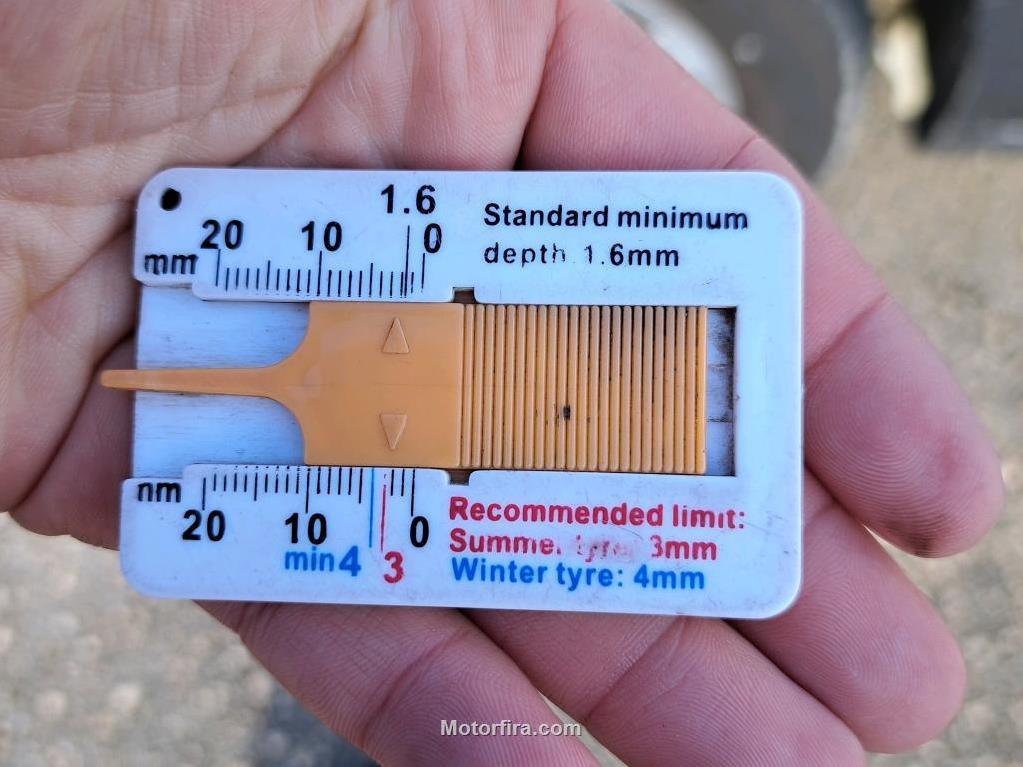 1.6
20 10 0
mm
Standard minimum
depth 1.6mm
nm
20 10 0
min4
3
Recommended limit:
3mm
Winter tyre: 4mm
Motorfira.com